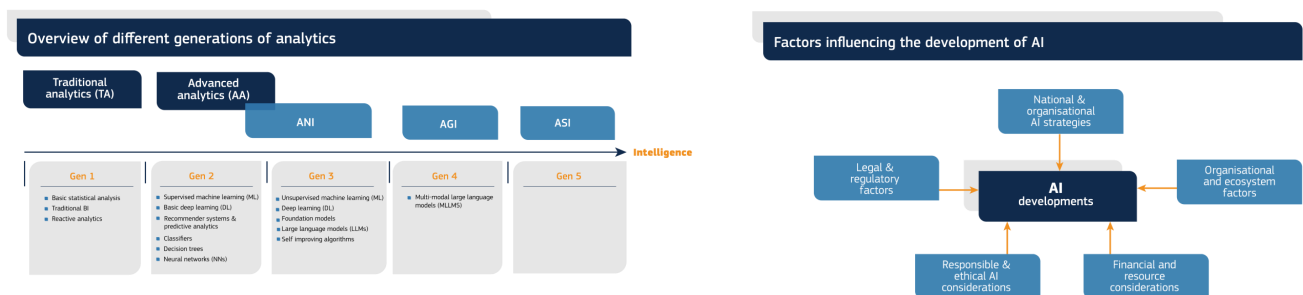 Overview of different generations of analytics
Traditional
analytics (TA)
Advanced
analytics (AA)
ANI
AGI
ASI
Intelligence
Gen 1
Basic statistical analysis
Traditional BI
Reactive analytics
Gen 2
Supervised machine learning (ML)
Basic deep learning (DL)
Recommender systems &
predictive analytics
Classifiers
Decision trees
Neural networks (NNs)
Gen 3
Unsupervised machine learning (ML)
Deep learning (DL)
Foundation models
Large language models (LLMs)
Self improving algorithms
Gen 4
Multi-modal large language
models (MLLMS)
Gen 5
Factors influencing the development of AI
National &
organisational
AI strategies
Legal &
regulatory
factors
AI
developments
Organisational
and ecosystem
factors
Responsible &
ethical AI
considerations
Financial and
resource
considerations